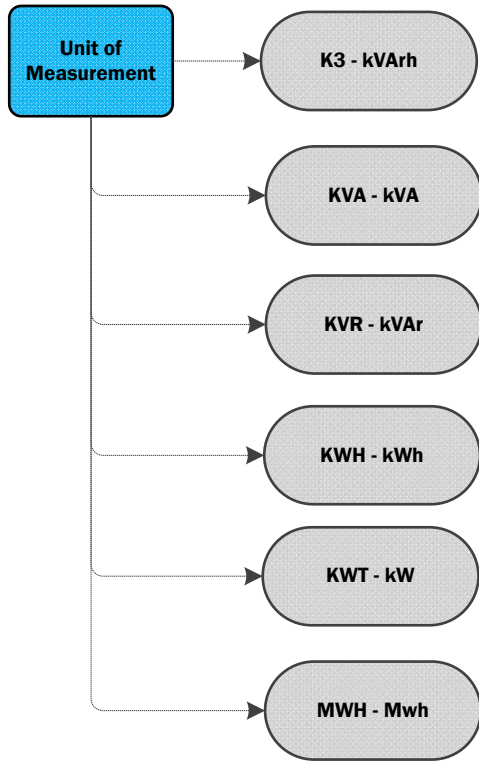 Unit of
Measurement
K3 - kVArh
KVA - kVA
KVR - kVAr
KWH - kWh
KWT - kW
MWH - Mwh